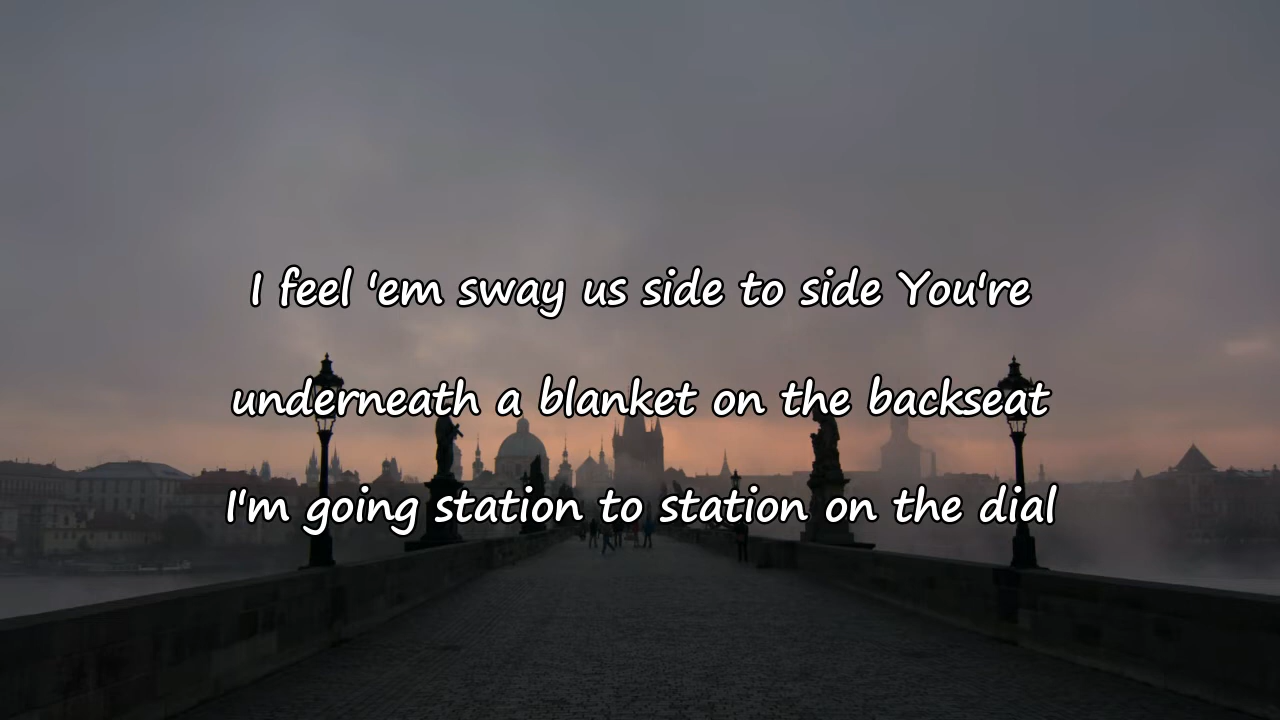 I feel 'em sway us side to side You're
underneath a blanket on the backseat
I'm going station to station on the dial